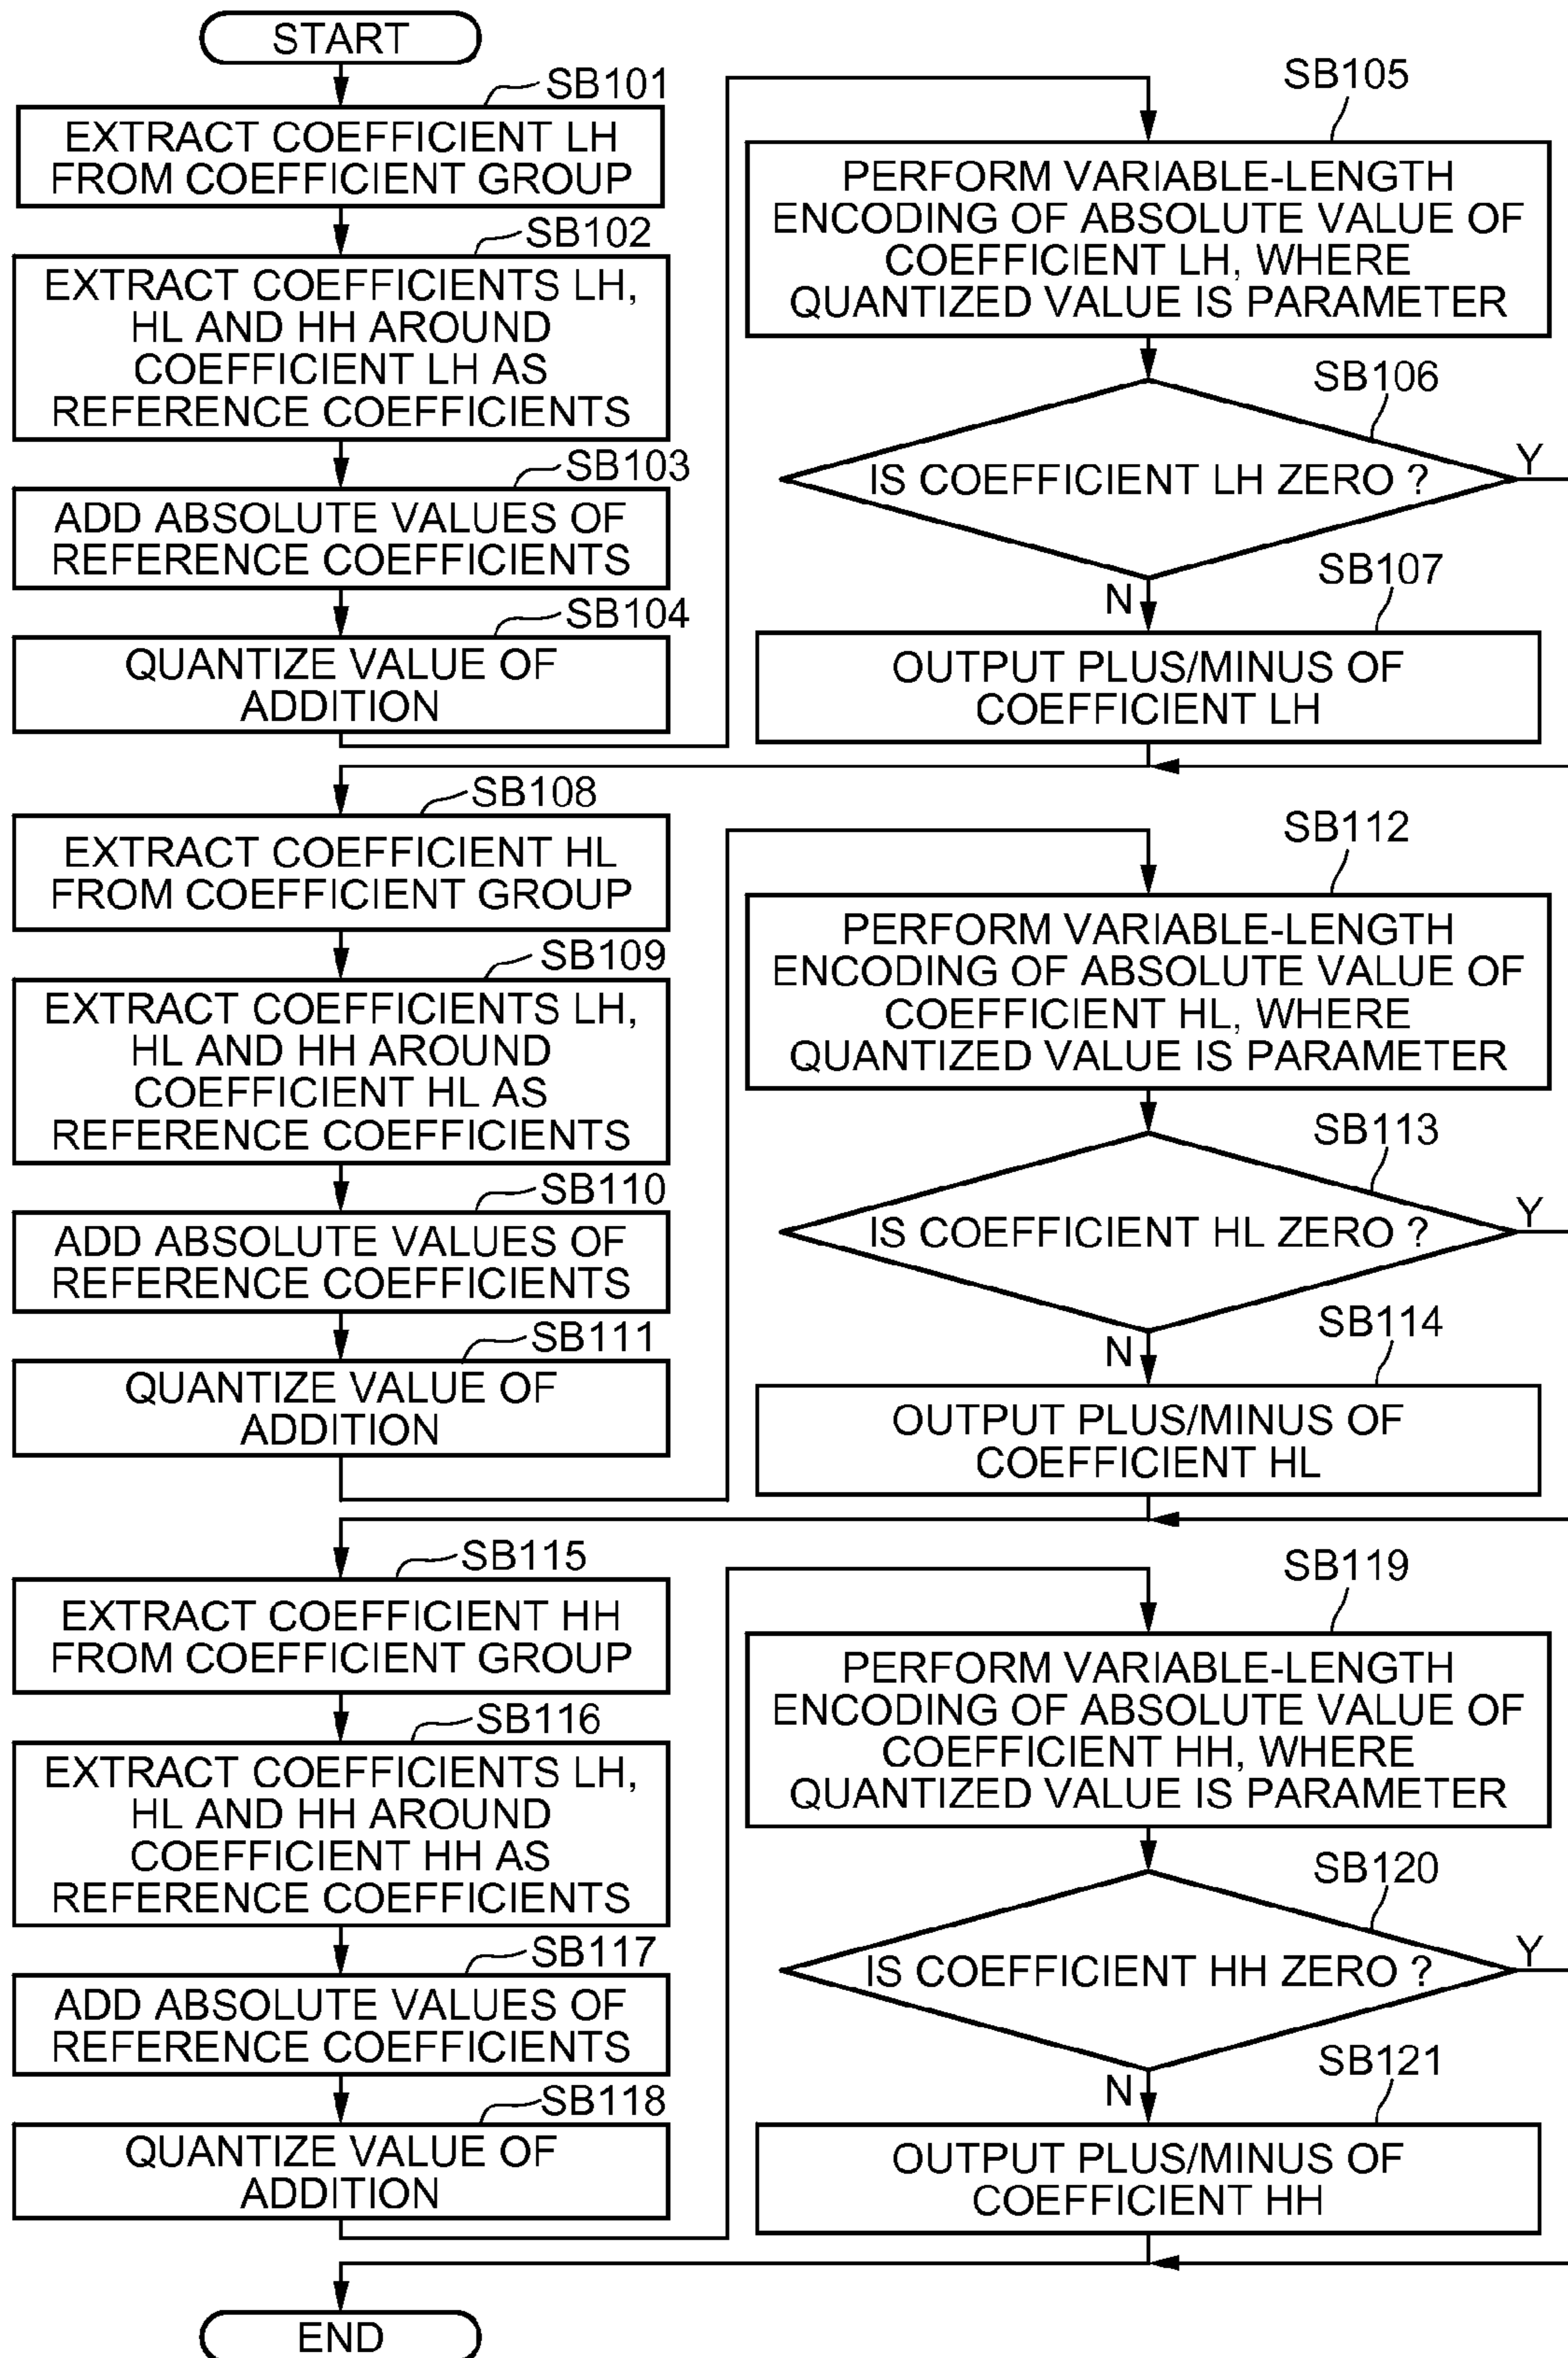 START
SB101
EXTRACT COEFFICIENT LH
FROM COEFFICIENT GROUP
SB102
EXTRACT COEFFICIENTS LH,
HL AND HH AROUND
COEFFICIENT LH AS
REFERENCE COEFFICIENTS
SB103
ADD ABSOLUTE VALUES OF
REFERENCE COEFFICIENTS
SB104
QUANTIZE VALUE OF
ADDITION
SB105
PERFORM VARIABLE-LENGTH
ENCODING OF ABSOLUTE VALUE OF
COEFFICIENT LH, WHERE
QUANTIZED VALUE IS PARAMETER
SB106
IS COEFFICIENT LH ZERO ?
Y
N
SB107
OUTPUT PLUS/MINUS OF
COEFFICIENT LH
SB108
EXTRACT COEFFICIENT HL
FROM COEFFICIENT GROUP
SB109
EXTRACT COEFFICIENTS LH,
HL AND HH AROUND
COEFFICIENT HL AS
REFERENCE COEFFICIENTS
SB110
ADD ABSOLUTE VALUES OF
REFERENCE COEFFICIENTS
SB111
QUANTIZE VALUE OF
ADDITION
SB112
PERFORM VARIABLE-LENGTH
ENCODING OF ABSOLUTE VALUE OF
COEFFICIENT HL, WHERE
QUANTIZED VALUE IS PARAMETER
SB113
IS COEFFICIENT HL ZERO ?
Y
N
SB114
OUTPUT PLUS/MINUS OF
COEFFICIENT HL
SB115
EXTRACT COEFFICIENT HH
FROM COEFFICIENT GROUP
SB116
EXTRACT COEFFICIENTS LH,
HL AND HH AROUND
COEFFICIENT HH AS
REFERENCE COEFFICIENTS
SB117
ADD ABSOLUTE VALUES OF
REFERENCE COEFFICIENTS
SB118
QUANTIZE VALUE OF
ADDITION
SB119
PERFORM VARIABLE-LENGTH
ENCODING OF ABSOLUTE VALUE OF
COEFFICIENT HH, WHERE
QUANTIZED VALUE IS PARAMETER
SB120
IS COEFFICIENT HH ZERO ?
Y
N
SB121
OUTPUT PLUS/MINUS OF
COEFFICIENT HH
END